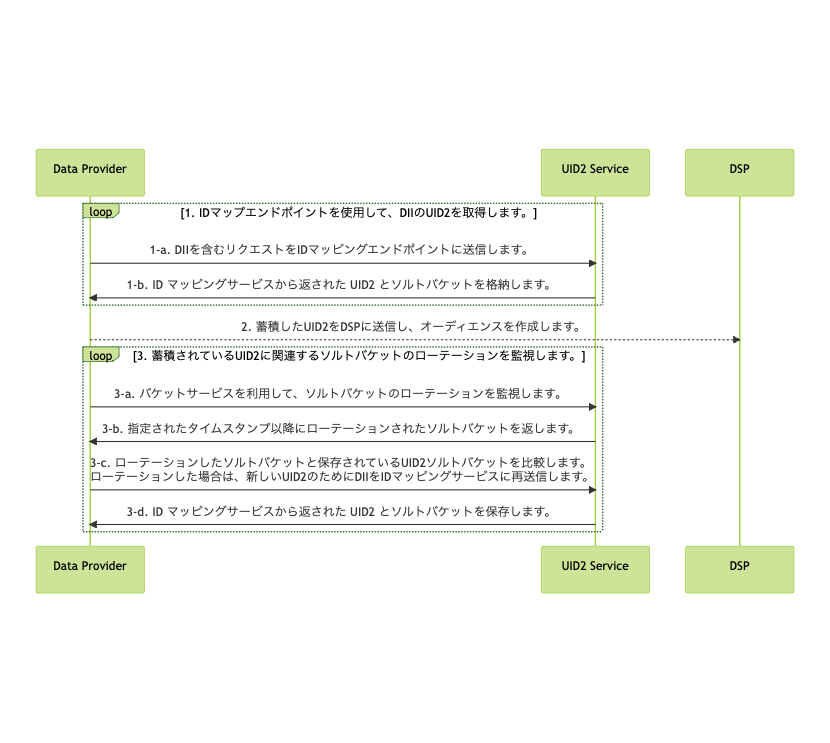 Data Provider
UID2 Service
DSP
loop
[1. IDマップエンドポイントを使用して、DIIのUID2を取得します。]
1-a. DIIを含むリクエストをIDマッピングエンドポイントに送信します。
1-b. ID マッピングサービスから返された UID2 とソルトバケットを格納します。
2. 蓄積したUID2をDSPに送信し、オーディエンスを作成します。
loop
[3. 蓄積されているUID2に関連するソルトバケットのローテーションを監視します。]
3-a. バケットサービスを利用して、ソルトバケットのローテーションを監視します。
3-b. 指定されたタイムスタンプ以降にローテーションされたソルトバケットを返します。
3-c. ローテーションしたソルトバケットと保存されているUID2ソルトバケットを比較します。
ローテーションした場合は、新しいUID2のためにDIIをIDマッピングサービスに再送信します。
3-d. ID マッピングサービスから返された UID2 とソルトバケットを保存します。
Data Provider
UID2 Service
DSP